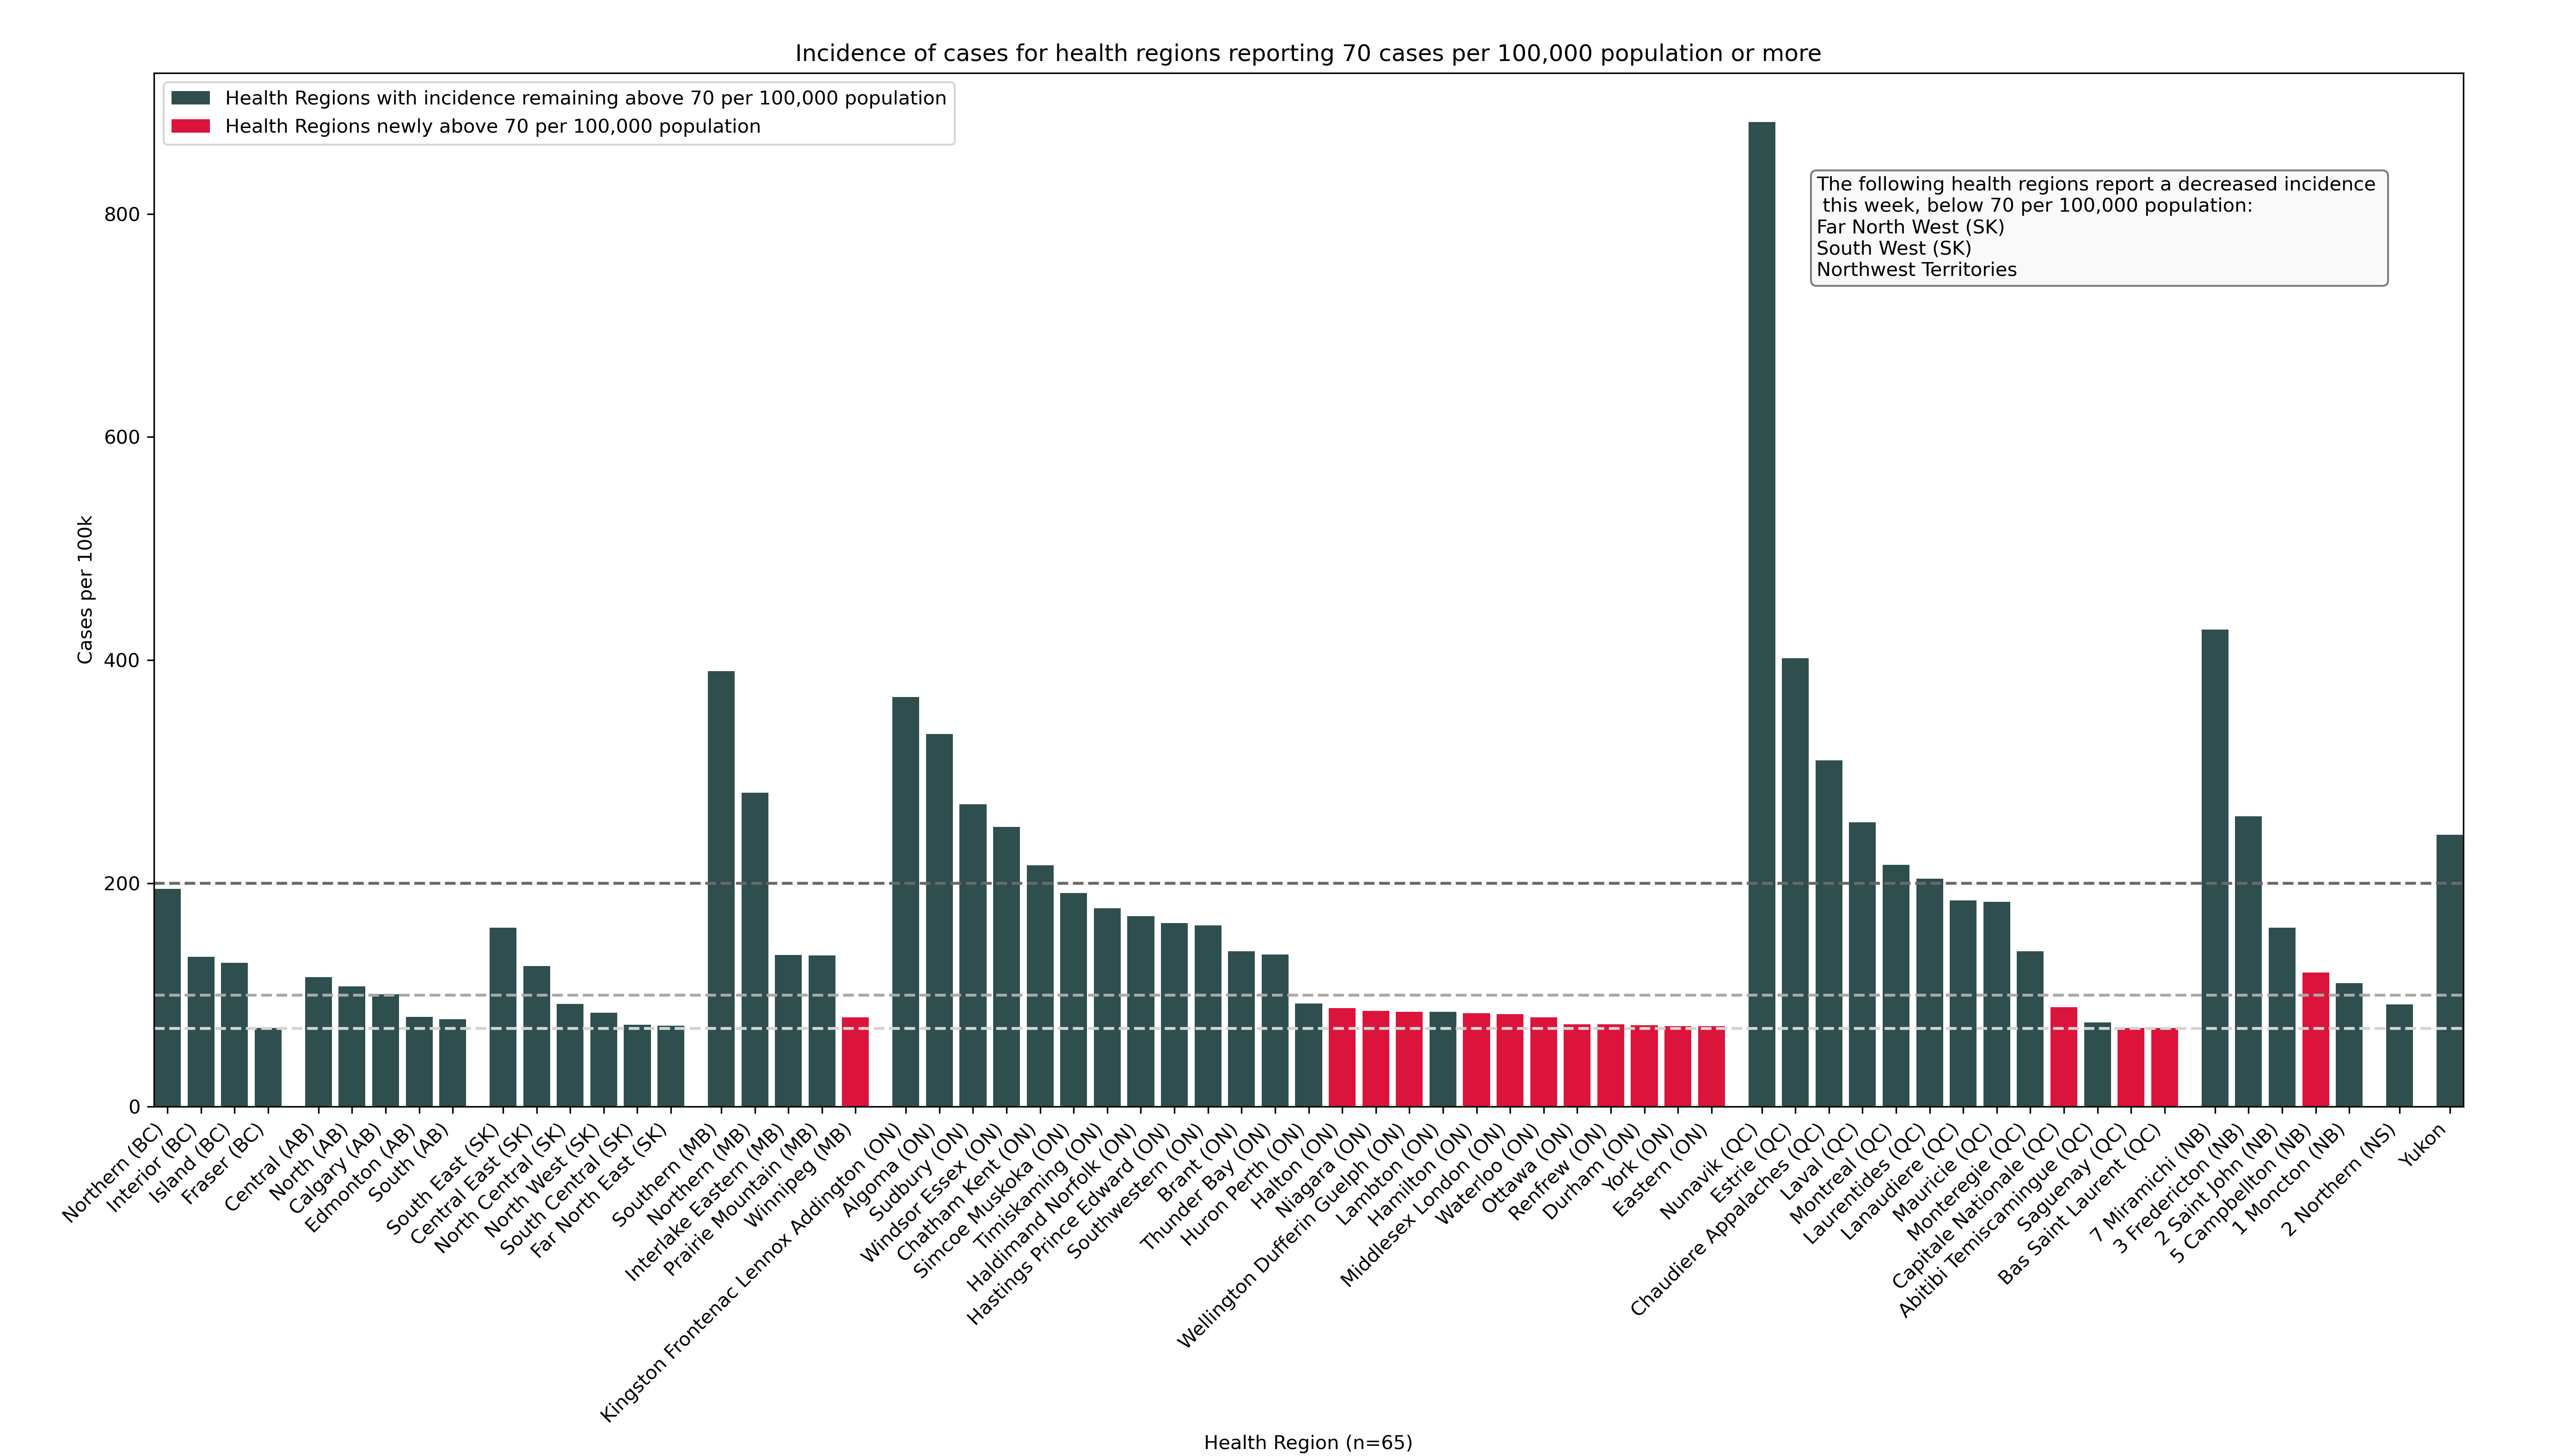 Incidence of cases for health regions reporting 70 cases per 100,000 population or more
Health Regions with incidence remaining above 70 per 100,000 population
Health Regions newly above 70 per 100,000 population
The following health regions report a decreased incidence
this week, below 70 per 100,000 population:
Far North West (SK)
South West (SK)
Northwest Territories
Cases per 100k
800
600
400
200
0
Northern (BC)
Interior (BC)
Island (BC)
Fraser (BC)
Central (AB)
North (AB)
Calgary (AB)
Edmonton (AB)
South (AB)
South East (SK)
Central East (SK)
North Central (SK)
North West (SK)
South Central (SK)
Far North East (SK)
Southern (MB)
Northern (MB)
Interlake Eastern (MB)
Prairie Mountain (MB)
Winnipeg (MB)
Kingston Frontenac Lennox Addington (ON)
Algoma (ON)
Sudbury (ON)
Windsor Essex (ON)
Chatham Kent (ON)
Simcoe Muskoka (ON)
Timiskaming (ON)
Haldimand Norfolk (ON)
Hastings Prince Edward (ON)
Southwestern (ON)
Brant (ON)
Thunder Bay (ON)
Huron Perth (ON)
Halton (ON)
Niagara (ON)
Wellington Dufferin Guelph (ON)
Lambton (ON)
Hamilton (ON)
Middlesex London (ON)
Waterloo (ON)
Ottawa (ON)
Renfrew (ON)
Durham (ON)
York (ON)
Eastern (ON)
Nunavik (QC)
Estrie (QC)
Chaudiere Appalaches (QC)
Laval (QC)
Montreal (QC)
Laurentides (QC)
Lanaudiere (QC)
Mauricie (QC)
Monteregie (QC)
Capitale Nationale (QC)
Abitibi Temiscamingue (QC)
Saguenay (QC)
Bas Saint Laurent (QC)
7 Miramichi (NB)
3 Fredericton (NB)
2 Saint John (NB)
5 Campbellton (NB)
1 Moncton (NB)
2 Northern (NS)
Yukon
Health Region (n=65)